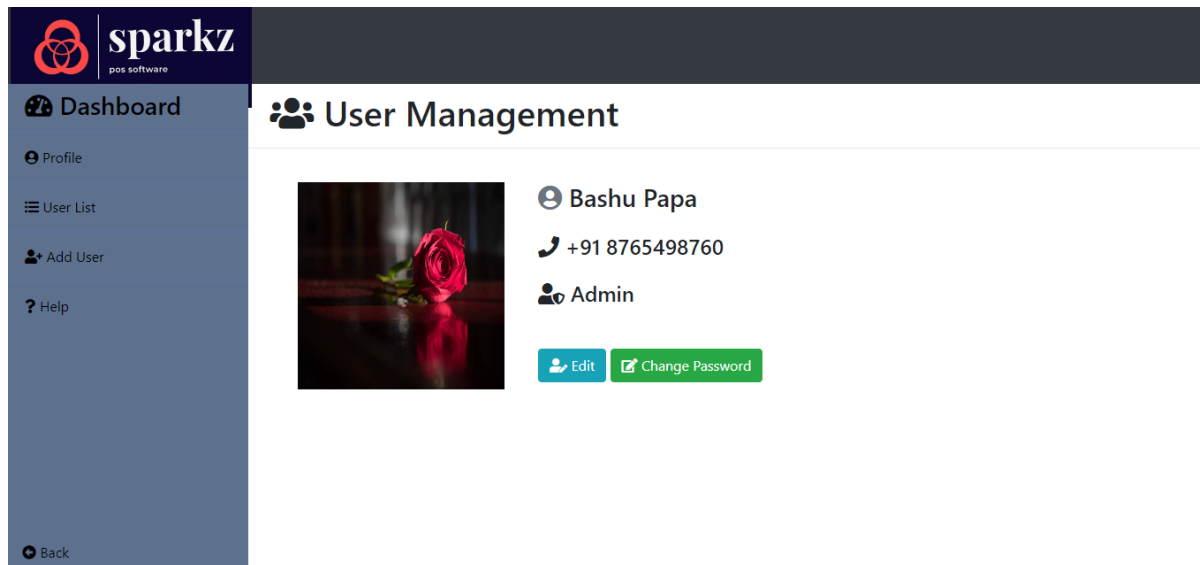 sparkz
pos software
Dashboard
Profile
User List
Add User
Help
Back
User Management
Bashu Papa
+91 8765498760
Admin
Edit
Change Password